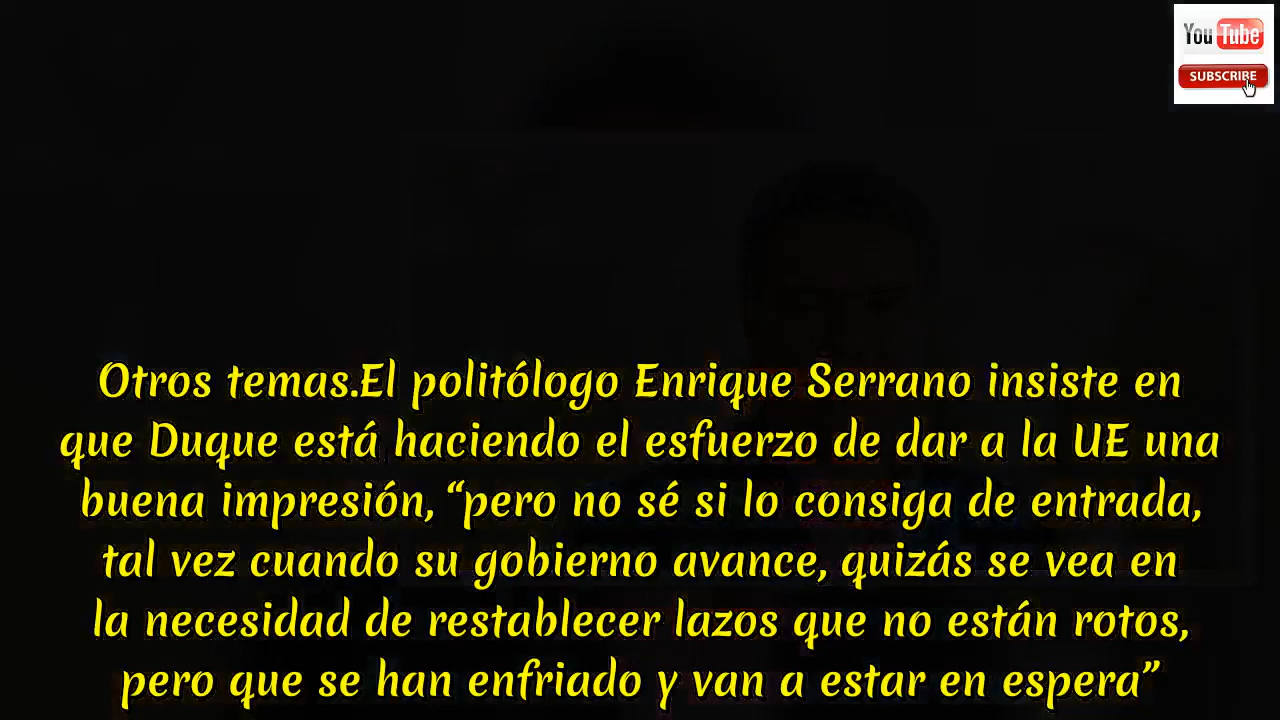 You Tube
SUBSCRIBE
Otros temas.El politólogo Enrique Serrano insiste en
que Duque está haciendo el esfuerzo de dar a la UE una
buena impresión, “pero no sé si lo consiga de entrada,
tal vez cuando su gobierno avance, quizás se vea en
la necesidad de restablecer lazos que no están rotos,
pero que se han enfriado y van a estar en espera”